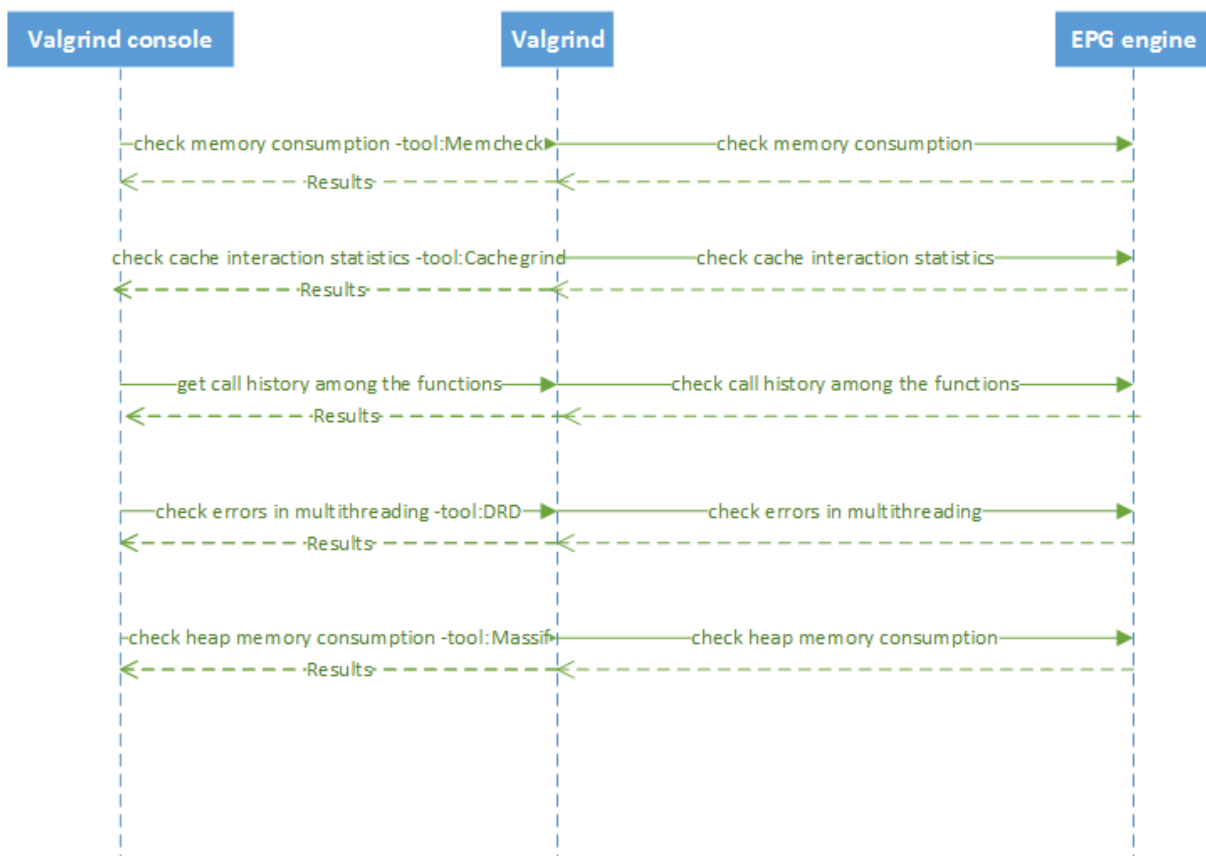 Valgrind console
Valgrind
EPG engine
check memory consumption -tool:Memcheck
check memory consumption
Results
check cache interaction statistics -tool:Cachegrind
check cache interaction statistics
Results
get call history among the functions
check call history among the functions
Results
check errors in multithreading -tool:DRD
check errors in multithreading
Results
check heap memory consumption -tool:Massif
check heap memory consumption
Results